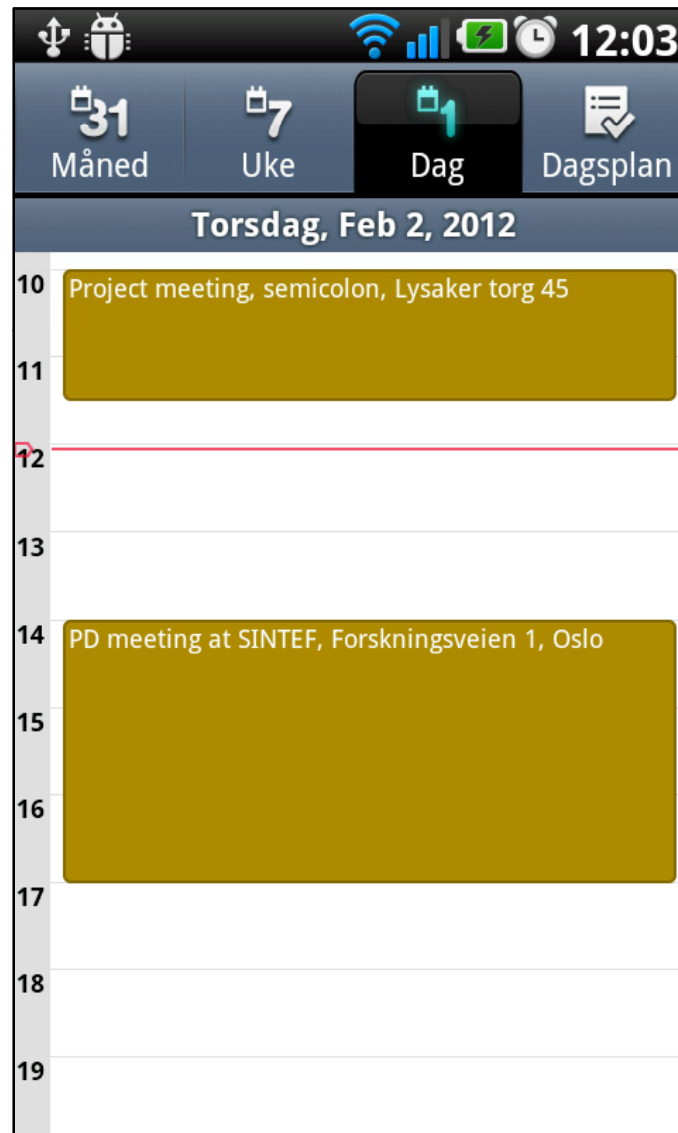 12:03
31 7 1
Måned Uke Dag Dagsplan
Torsdag, Feb 2, 2012
10 Project meeting, semicolon, Lysaker torg 45
11
12
13
14 PD meeting at SINTEF, Forskningsveien 1, Oslo
15
16
17
18
19